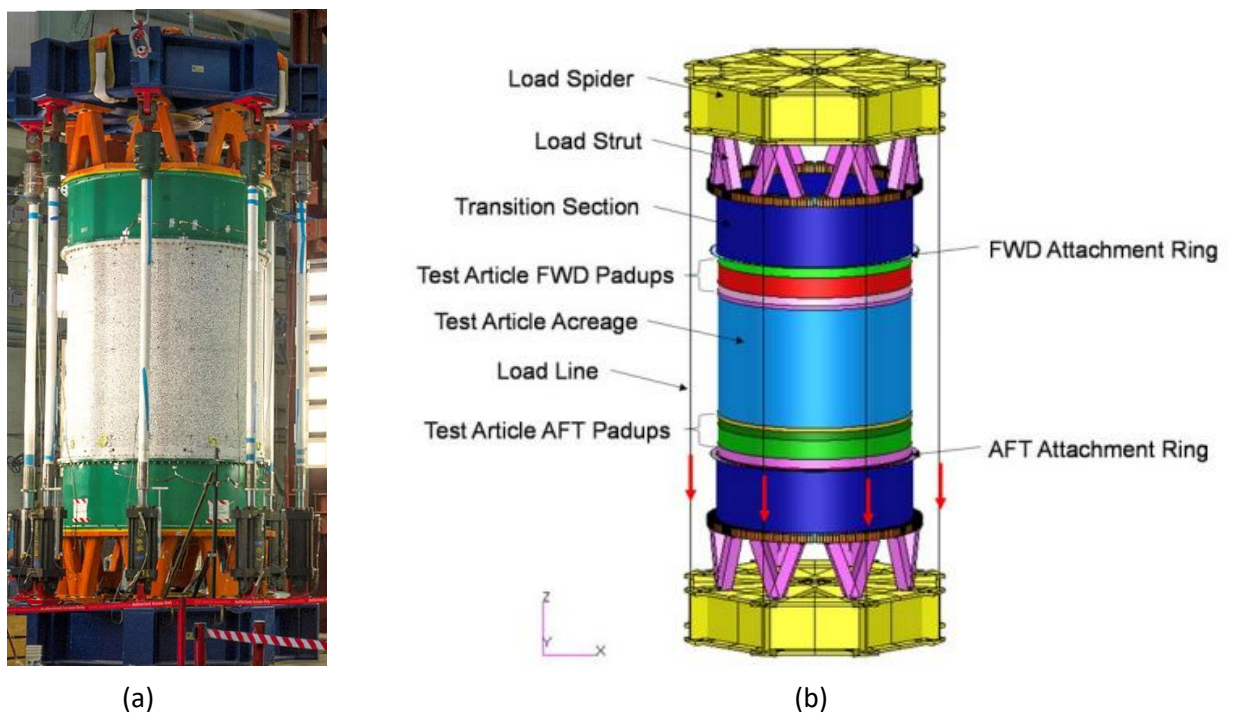 Load Spider
Load Strut
Transition Section
FWD Attachment Ring
Test Article FWD Padups
Test Article Acreage
Load Line
Test Article AFT Padups
AFT Attachment Ring
Z
Y
X
(a)
(b)